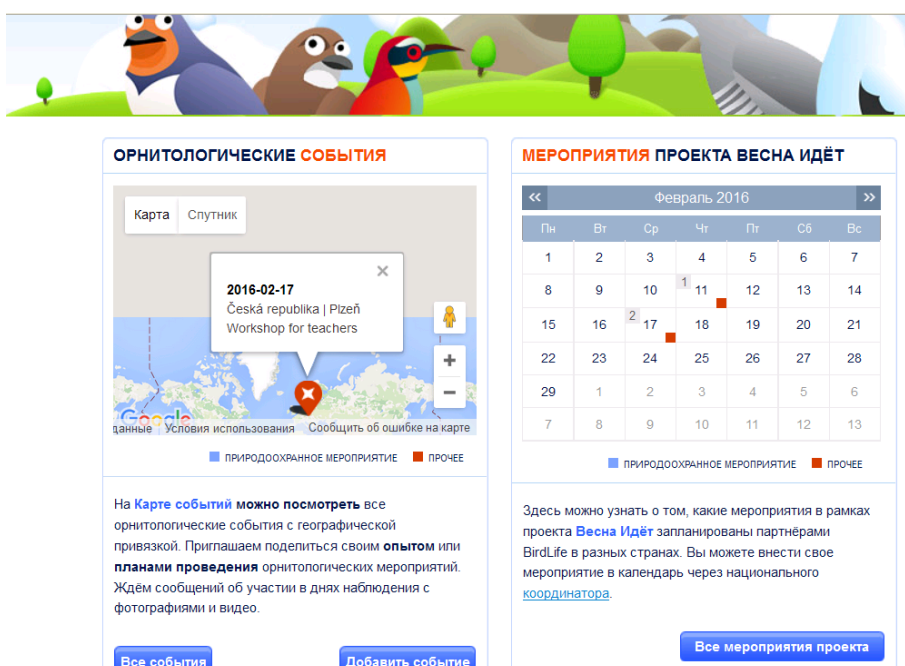 ОРНИТОЛОГИЧЕСКИЕ СОБЫТИЯ
Карта Спутник
2016-02-17
Česká republika | Plzeň
Workshop for teachers
Google
данные Условия использования Сообщить об ошибке на карте
ПРИРОДООХРАННОЕ МЕРОПРИЯТИЕ ПРОЧЕЕ
На Карте событий можно посмотреть все
орнитологические события с географической
привязкой. Приглашаем поделиться своим опытом или
планами проведения орнитологических мероприятий.
Ждём сообщений об участии в днях наблюдения с
фотографиями и видео.
Все события Добавить событие
МЕРОПРИЯТИЯ ПРОЕКТА ВЕСНА ИДЁТ
« Февраль 2016 »
Пн Вт Ср Чт Пт Сб Вс
1 2 3 4 5 6 7
8 9 10 1 11 12 13 14
15 16 2 17 18 19 20 21
22 23 24 25 26 27 28
29 1 2 3 4 5 6
7 8 9 10 11 12 13
ПРИРОДООХРАННОЕ МЕРОПРИЯТИЕ ПРОЧЕЕ
Здесь можно узнать о том, какие мероприятия в рамках
проекта Весна Идёт запланированы партнёрами
BirdLife в разных странах. Вы можете внести свое
мероприятие в календарь через национального
координатора.
Все мероприятия проекта